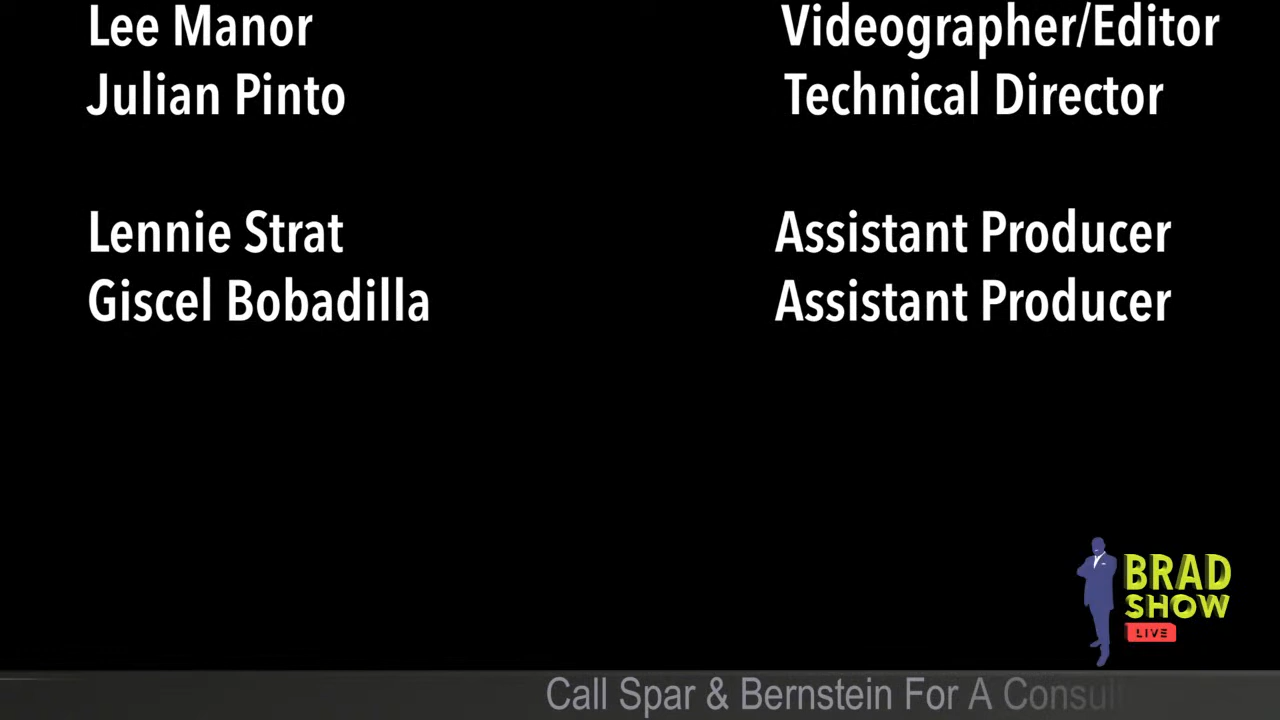 Lee Manor Videographer/Editor
Julian Pinto Technical Director
Lennie Strat Assistant Producer
Giscel Bobadilla Assistant Producer
BRAD
SHOW
LIVE
Call Spar & Bernstein For A